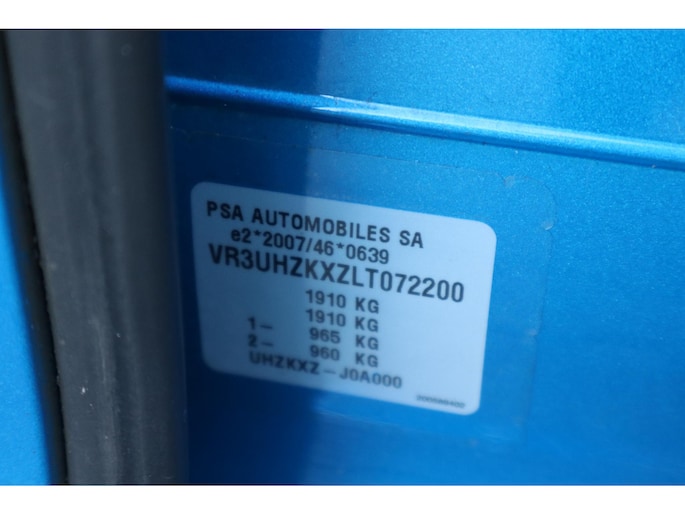 PSA AUTOMOBILES SA
e2*2007/46*0639
VR3UHZKXZLT072200
1910 KG
1910 KG
1- 965 KG
2- 960 KG
UHZKXZ-J0A000